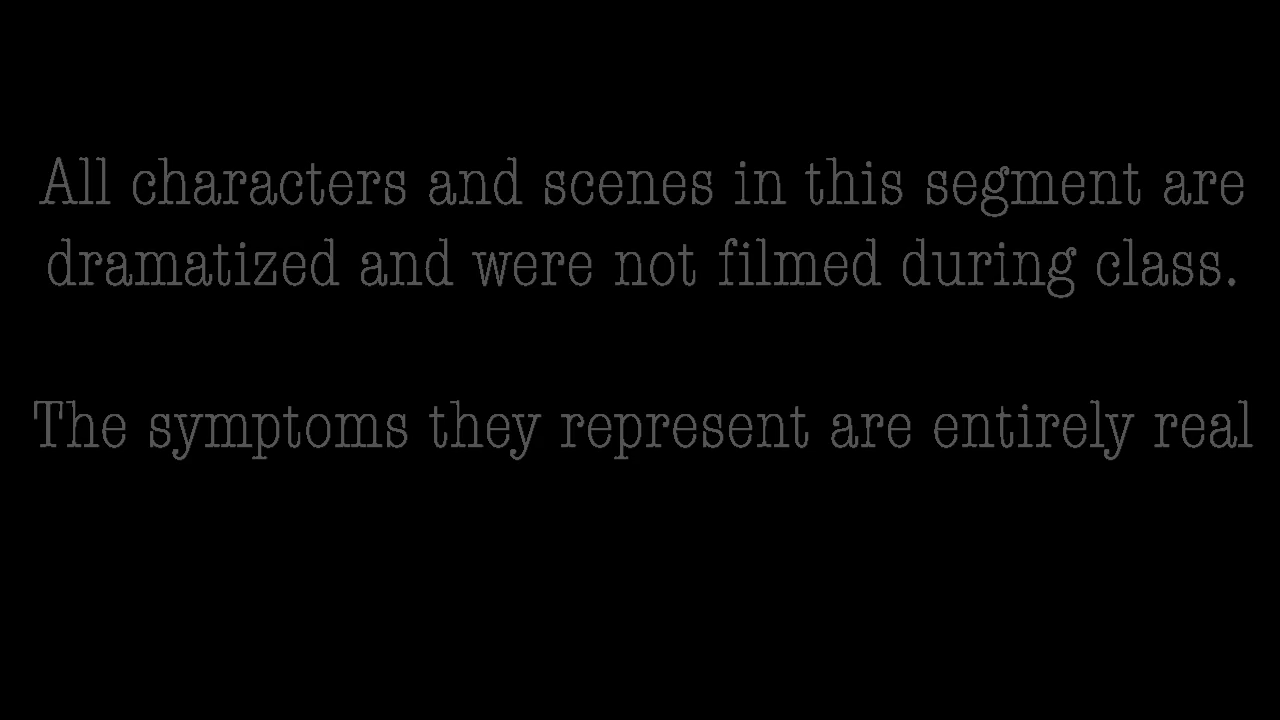 All characters and scenes in this segment are
dramatized and were not filmed during class.
The symptoms they represent are entirely real